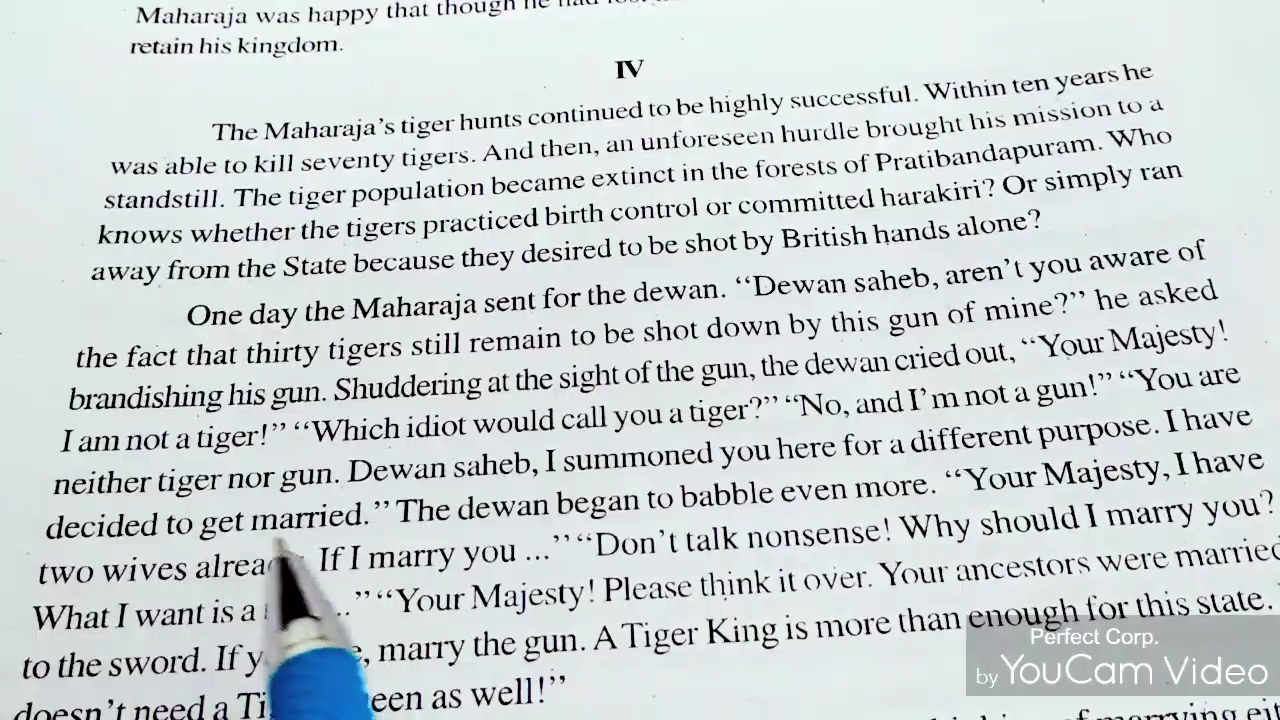 Maharaja was happy that though he had
retain his kingdom.
IV
The Maharaja's tiger hunts continued to be highly successful. Within ten years he
was able to kill seventy tigers. And then, an unforeseen hurdle brought his mission to a
standstill. The tiger population became extinct in the forests of Pratibandapuram. Who
knows whether the tigers practiced birth control or committed harakiri? Or simply ran
away from the State because they desired to be shot by British hands alone?
One day the Maharaja sent for the dewan. “Dewan saheb, aren't you aware of
the fact that thirty tigers still remain to be shot down by this gun of mine?” he asked
brandishing his gun. Shuddering at the sight of the gun, the dewan cried out, “Your Majesty!
I am not a tiger!” “Which idiot would call you a tiger?” “No, and I'm not a gun!” “You are
neither tiger nor gun. Dewan saheb, I summoned you here for a different purpose. I have
decided to get married.” The dewan began to babble even more. “Your Majesty, I have
two wives If I marry you ...” “Don't talk nonsense! Why should I marry you?
What I want is a ...” “Your Majesty! Please think it over. Your ancestors were married
to the sword. If marry the gun. A Tiger King is more than enough for this state.
doesn't need a as well!”
of marrying
Perfect Corp.
by YouCam Video